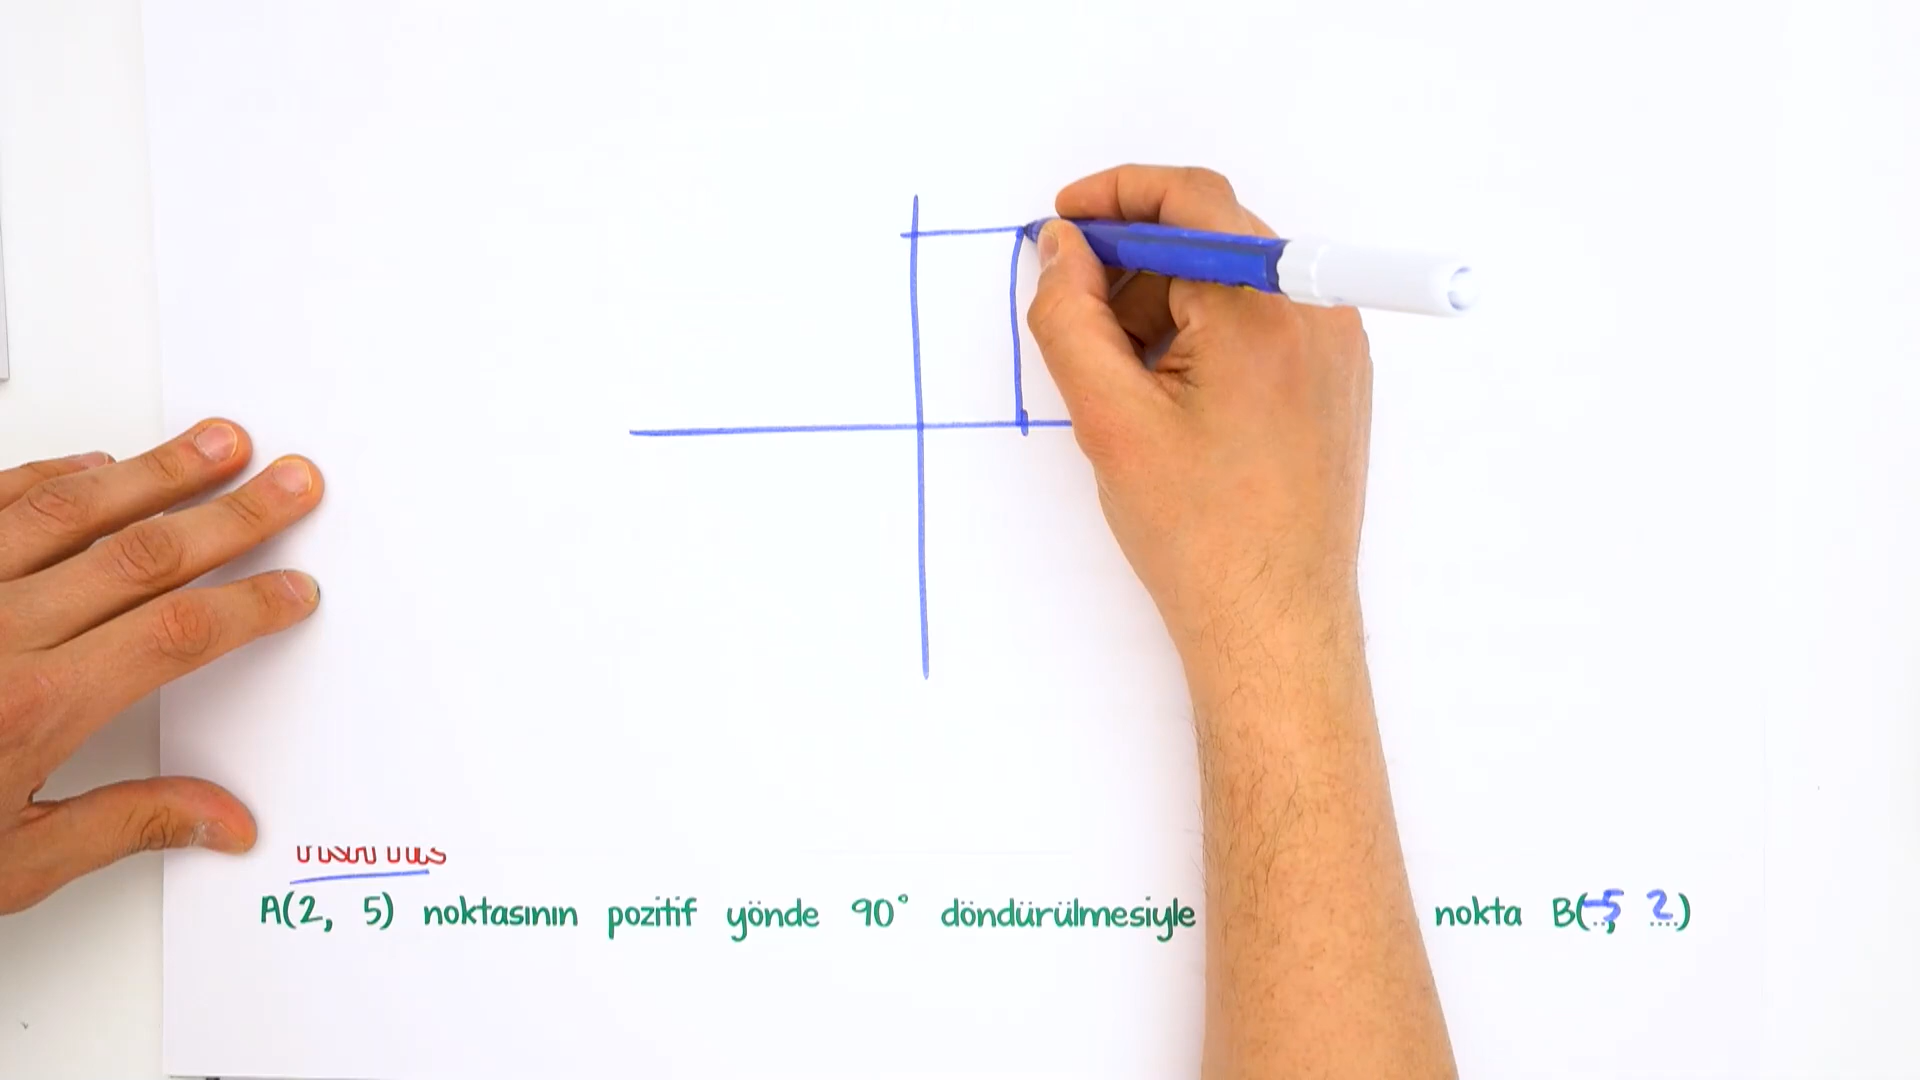 A(2, 5) noktasının pozitif yönde 90° döndürülmesiyle nokta B(-5, 2)